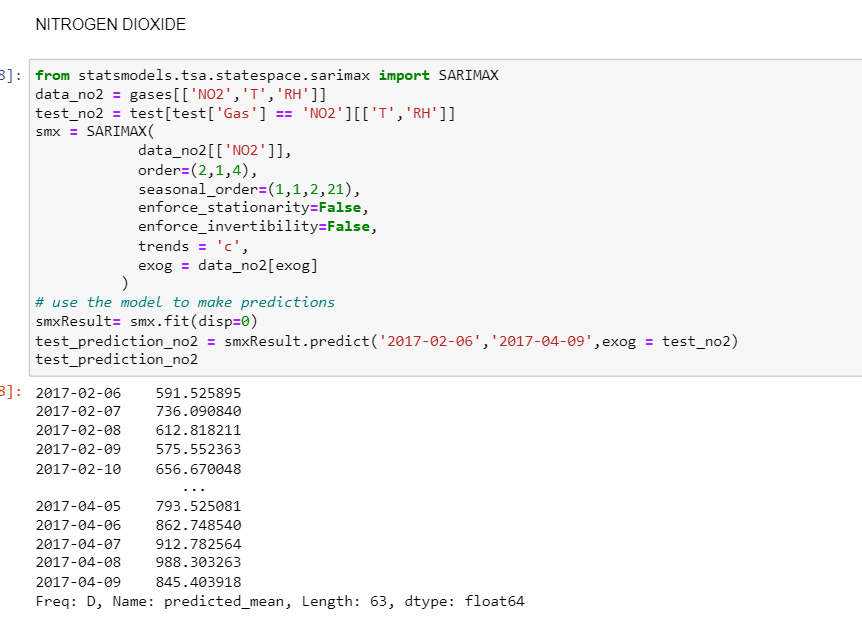 NITROGEN DIOXIDE
8]: from statsmodels.tsa.statespace.sarimax import SARIMAX
data_no2 = gases[['NO2','T','RH']]
test_no2 = test[test['Gas'] == 'NO2'][['T','RH']]
smx = SARIMAX(
data_no2[['NO2']],
order=(2,1,4),
seasonal_order=(1,1,2,21),
enforce_stationarity=False,
enforce_invertibility=False,
trends = 'c',
exog = data_no2[exog]
)
# use the model to make predictions
smxResult= smx.fit(disp=0)
test_prediction_no2 = smxResult.predict('2017-02-06','2017-04-09',exog = test_no2)
test_prediction_no2
8]: 2017-02-06 591.525895
2017-02-07 736.090840
2017-02-08 612.818211
2017-02-09 575.552363
2017-02-10 656.670048
...
2017-04-05 793.525081
2017-04-06 862.748540
2017-04-07 912.782564
2017-04-08 988.303263
2017-04-09 845.403918
Freq: D, Name: predicted_mean, Length: 63, dtype: float64